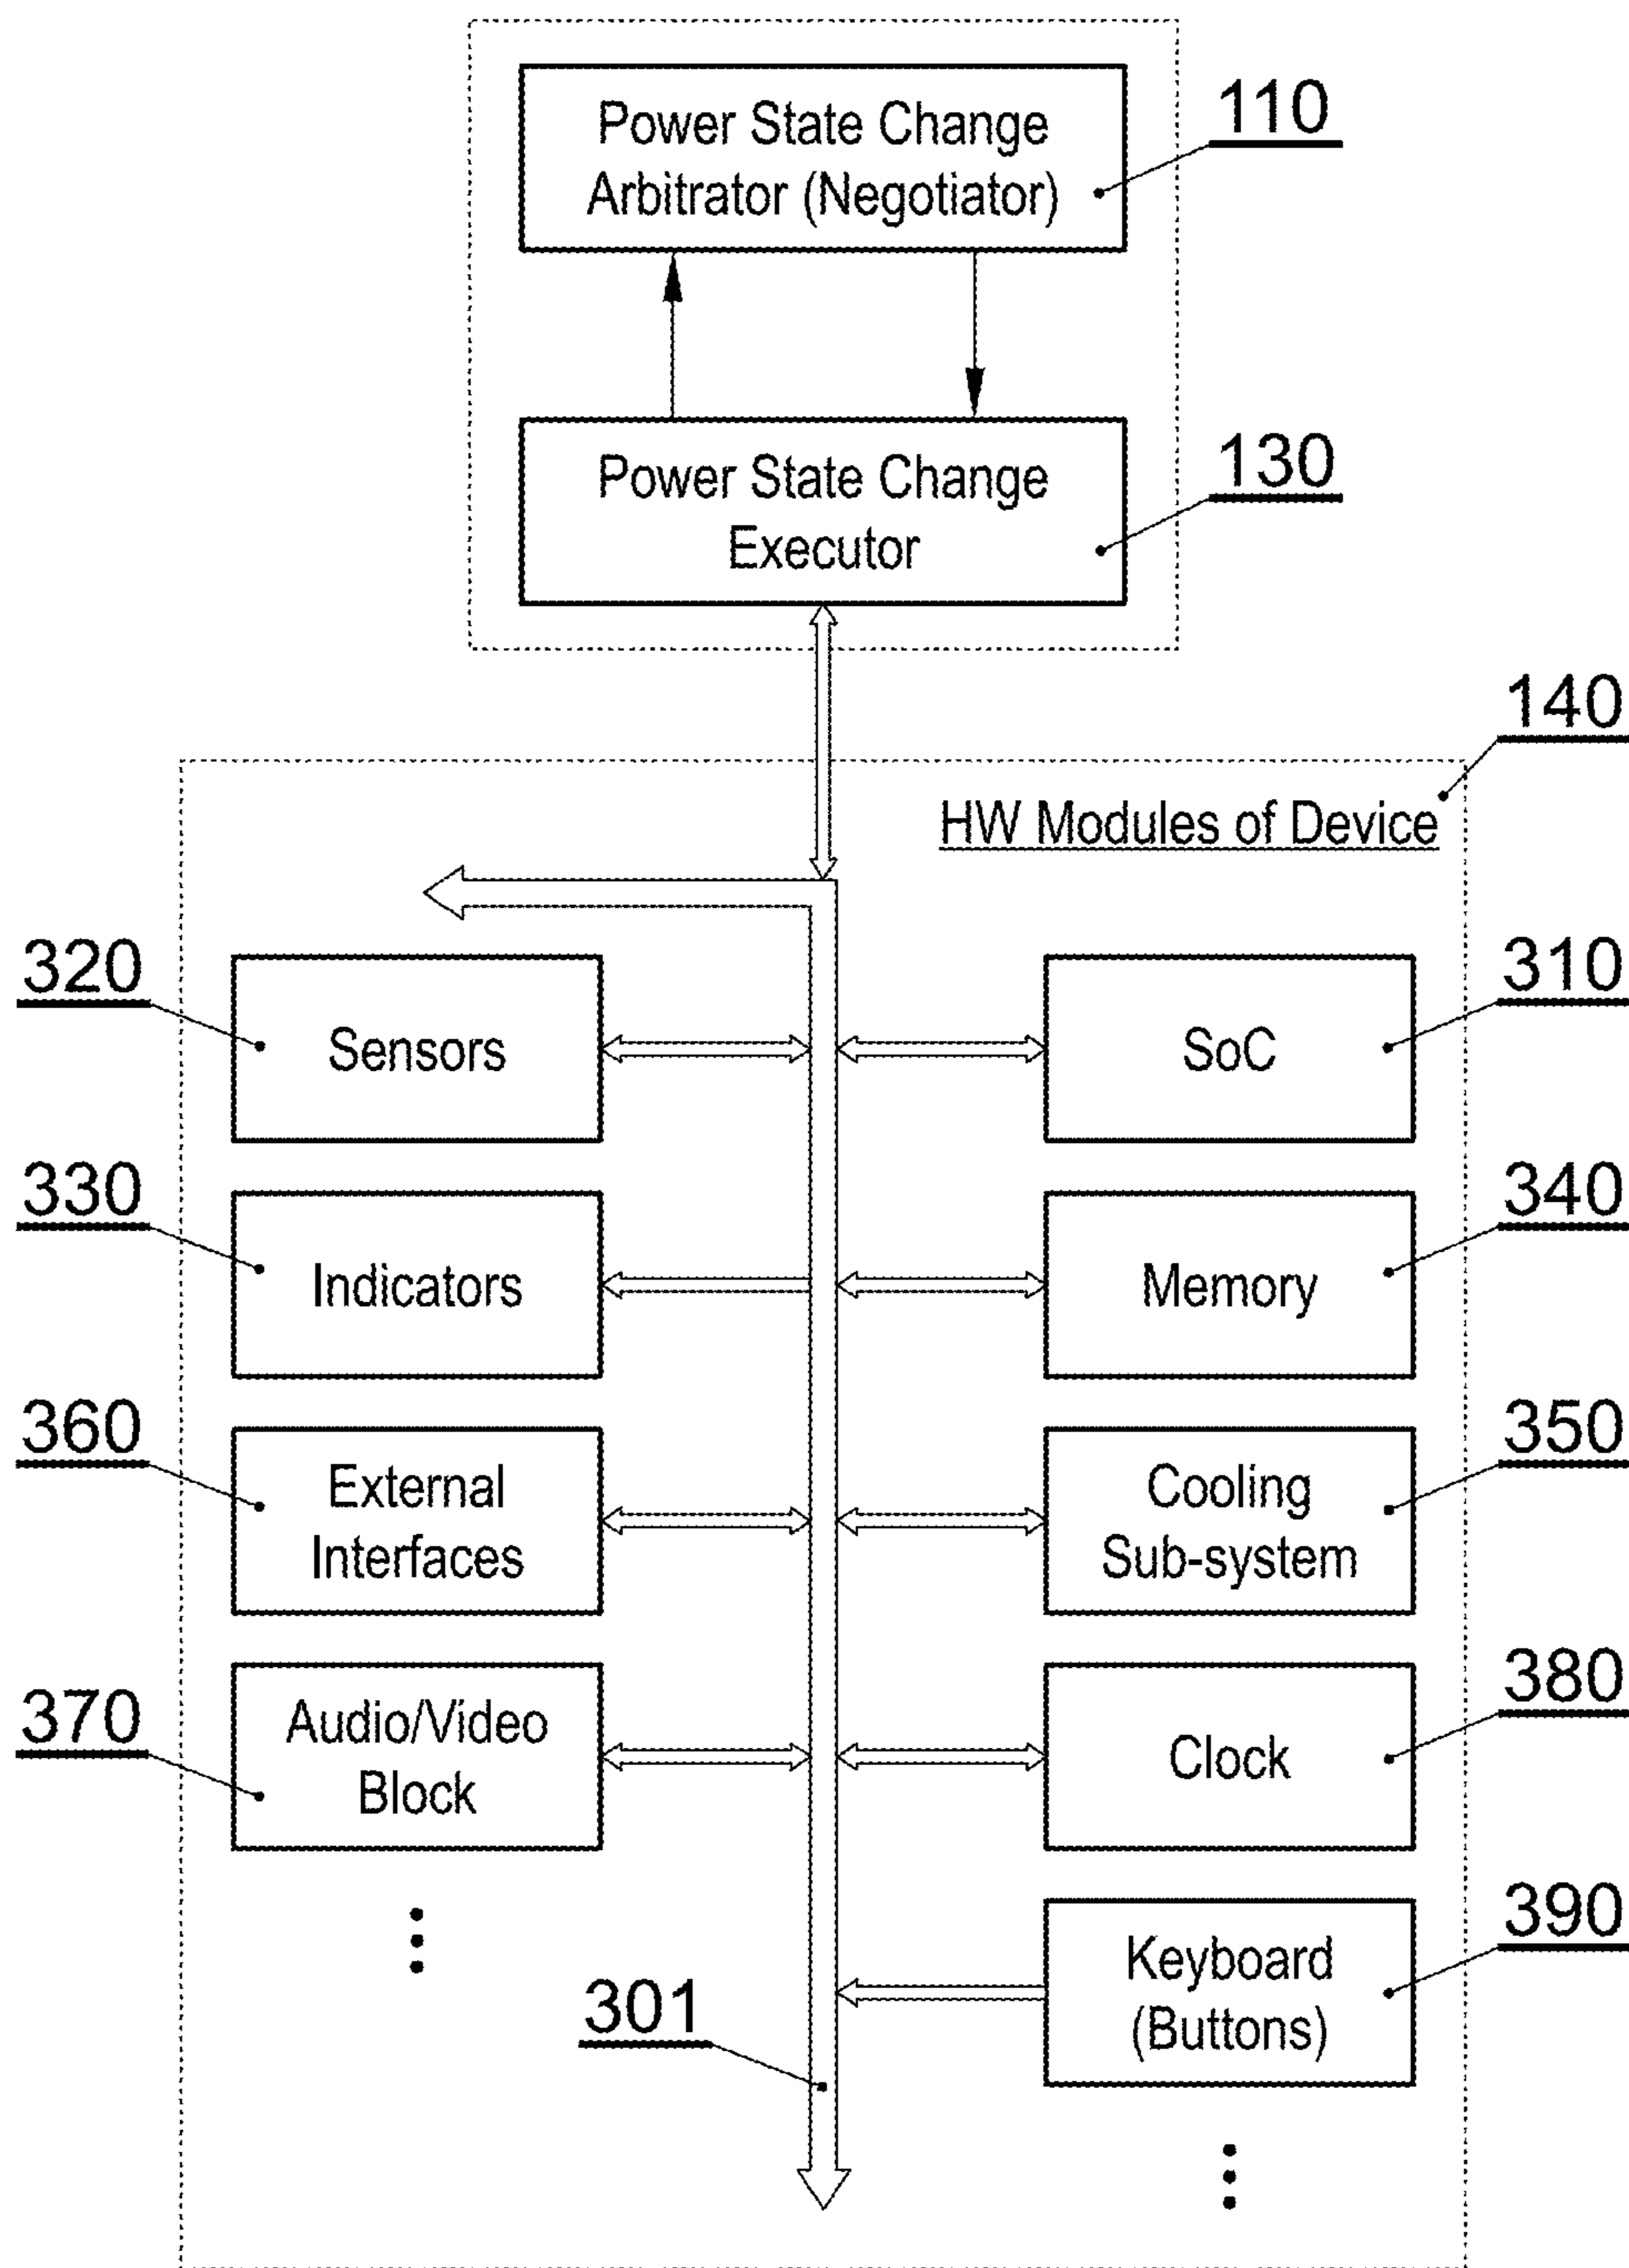 Power State Change
Arbitrator (Negotiator)
110
Power State Change
Executor
130
140
HW Modules of Device
320
Sensors
SoC
310
330
Indicators
Memory
340
360
External
Interfaces
Cooling
Sub-system
350
370
Audio/Video
Block
Clock
380
390
Keyboard
(Buttons)
301